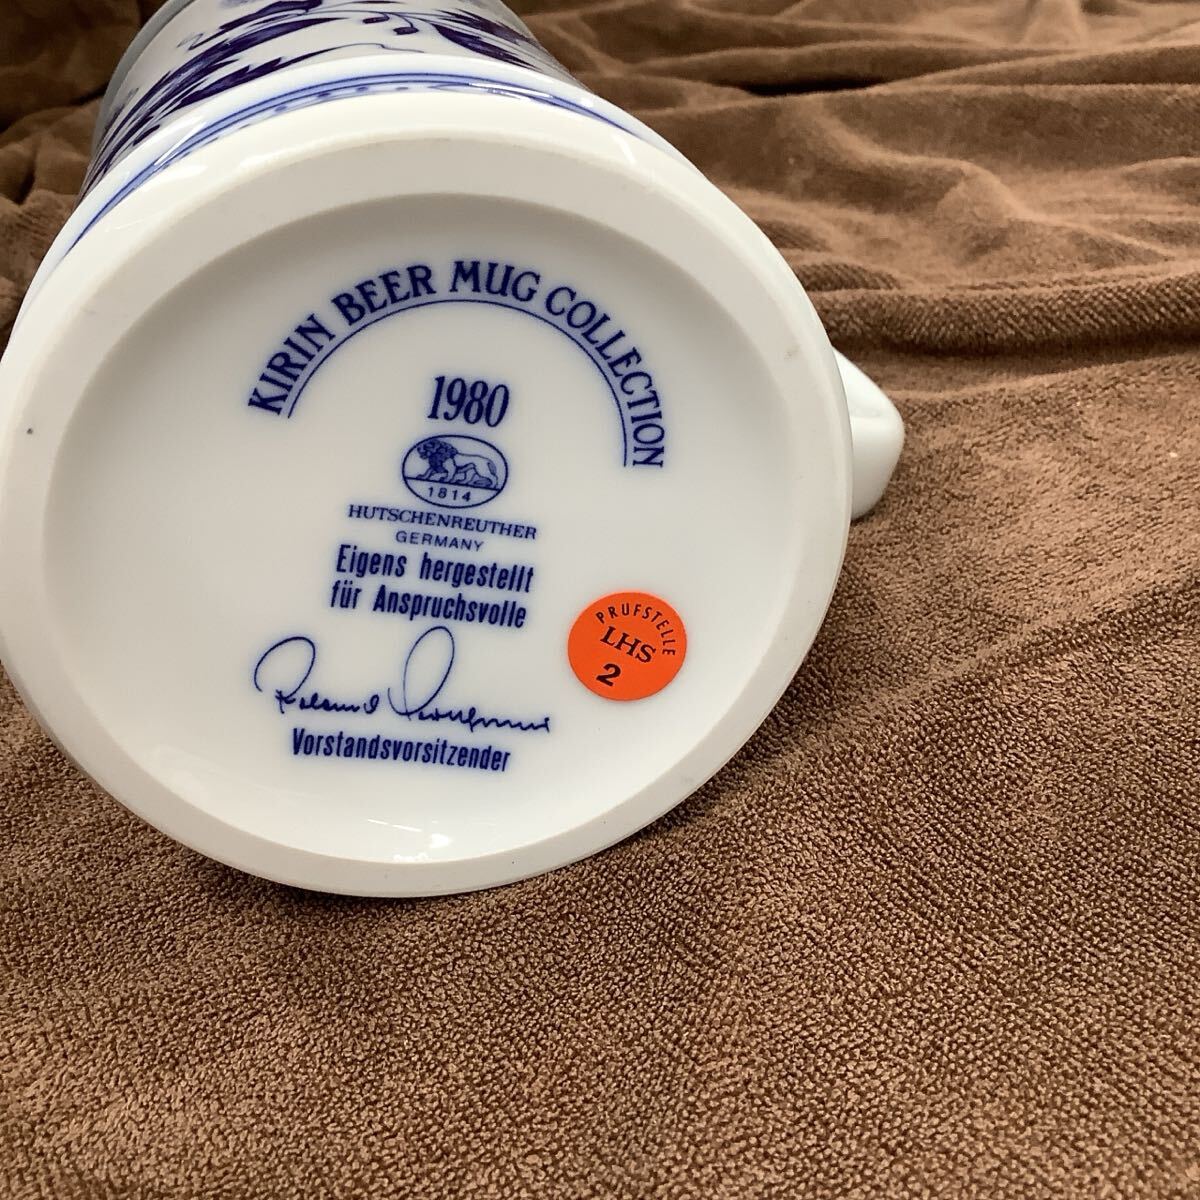 KIRIN BEER MUG COLLECTION
1980
1814
HUTSCHENREUTHER
GERMANY
Eigens hergestellt
für Anspruchsvolle
Vorstandsvorsitzender
PRUFSTELLE
LHS
2